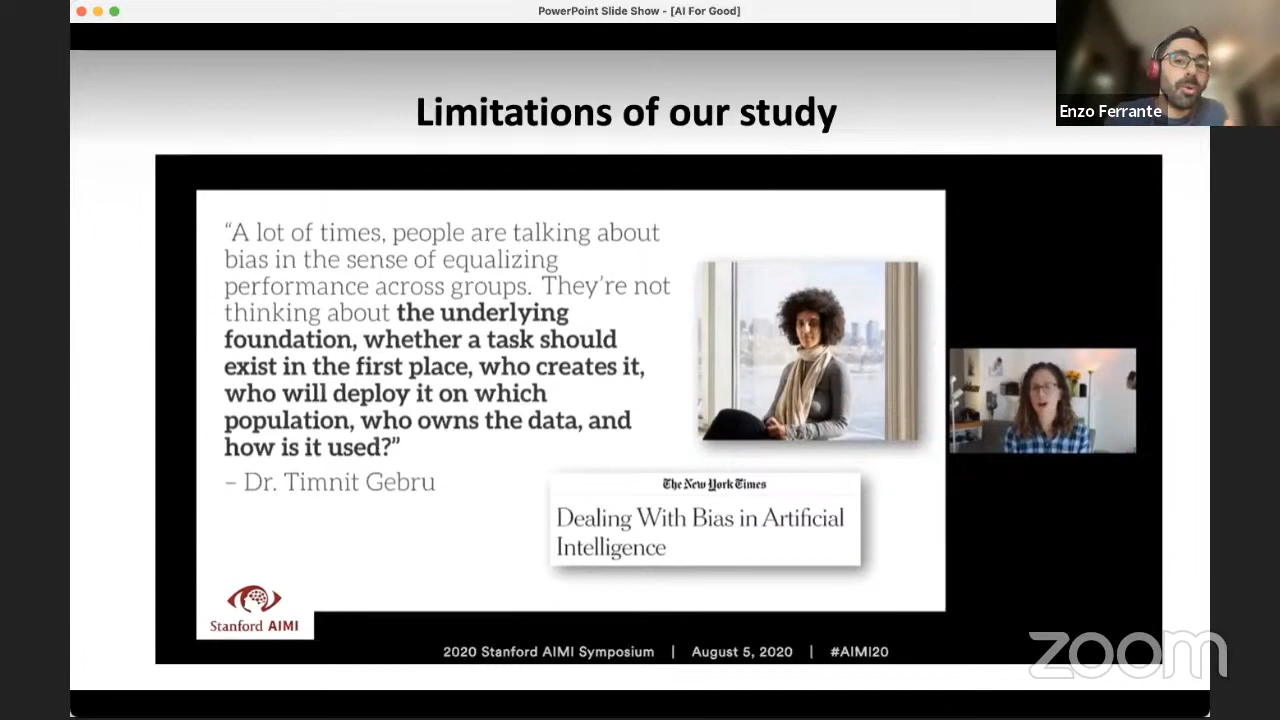 PowerPoint Slide Show - [AI For Good]
Enzo Ferrante
Limitations of our study
“A lot of times, people are talking about
bias in the sense of equalizing
performance across groups. They’re not
thinking about the underlying
foundation, whether a task should
exist in the first place, who creates it,
who will deploy it on which
population, who owns the data, and
how is it used?”
– Dr. Timnit Gebru
The New York Times
Dealing With Bias in Artificial
Intelligence
Stanford AIMI
2020 Stanford AIMI Symposium | August 5, 2020 | #AIMI20
zoom